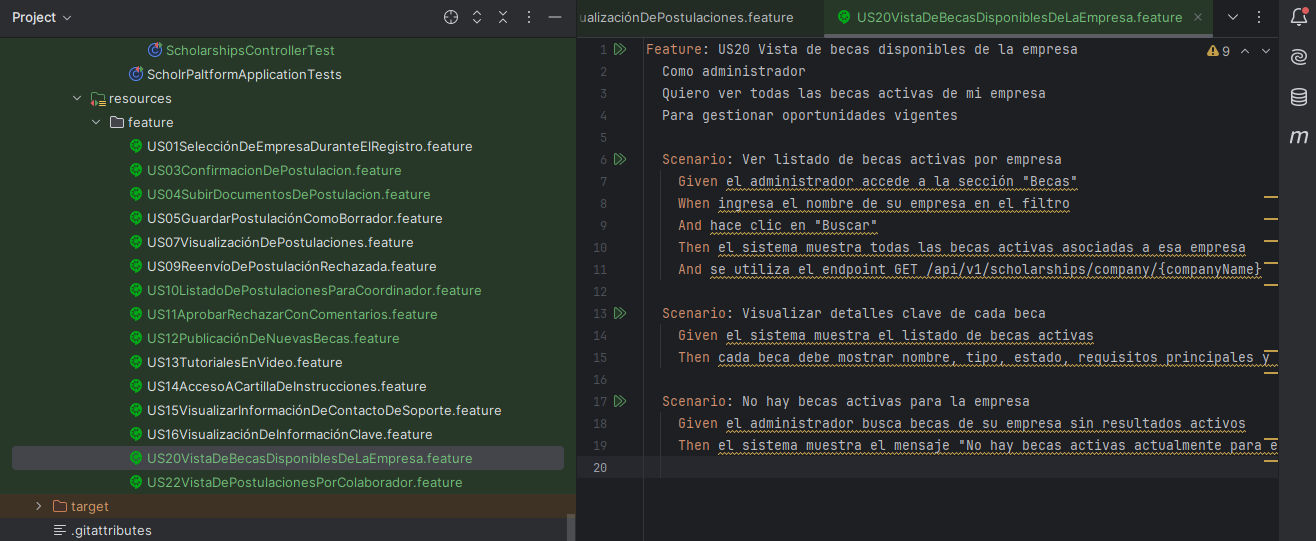 Project
ScholarshipsControllerTest
ScholrPaltformApplicationTests
resources
feature
US01SelecciónDeEmpresaDuranteElRegistro.feature
US03ConfirmacionDePostulacion.feature
US04SubirDocumentosDePostulacion.feature
US05GuardarPostulaciónComoBorrador.feature
US07VisualizaciónDePostulaciones.feature
US09ReenvíoDePostulaciónRechazada.feature
US10ListadoDePostulacionesParaCoordinador.feature
US11AprobarRechazarConComentarios.feature
US12PublicaciónDeNuevasBecas.feature
US13TutorialesEnVideo.feature
US14AccesoACartillaDeInstrucciones.feature
US15VisualizarInformaciónDeContactoDeSoporte.feature
US16VisualizaciónDeInformaciónClave.feature
US20VistaDeBecasDisponiblesDeLaEmpresa.feature
US22VistaDePostulacionesPorColaborador.feature
target
.gitattributes
ualizaciónDePostulaciones.feature
US20VistaDeBecasDisponiblesDeLaEmpresa.feature
9
1 Feature: US20 Vista de becas disponibles de la empresa
2 Como administrador
3 Quiero ver todas las becas activas de mi empresa
4 Para gestionar oportunidades vigentes
5
6 Scenario: Ver listado de becas activas por empresa
7 Given el administrador accede a la sección "Becas"
8 When ingresa el nombre de su empresa en el filtro
9 And hace clic en "Buscar"
10 Then el sistema muestra todas las becas activas asociadas a esa empresa
11 And se utiliza el endpoint GET /api/v1/scholarships/company/{companyName}
12
13 Scenario: Visualizar detalles clave de cada beca
14 Given el sistema muestra el listado de becas activas
15 Then cada beca debe mostrar nombre, tipo, estado, requisitos principales y
16
17 Scenario: No hay becas activas para la empresa
18 Given el administrador busca becas de su empresa sin resultados activos
19 Then el sistema muestra el mensaje "No hay becas activas actualmente para e
20
m